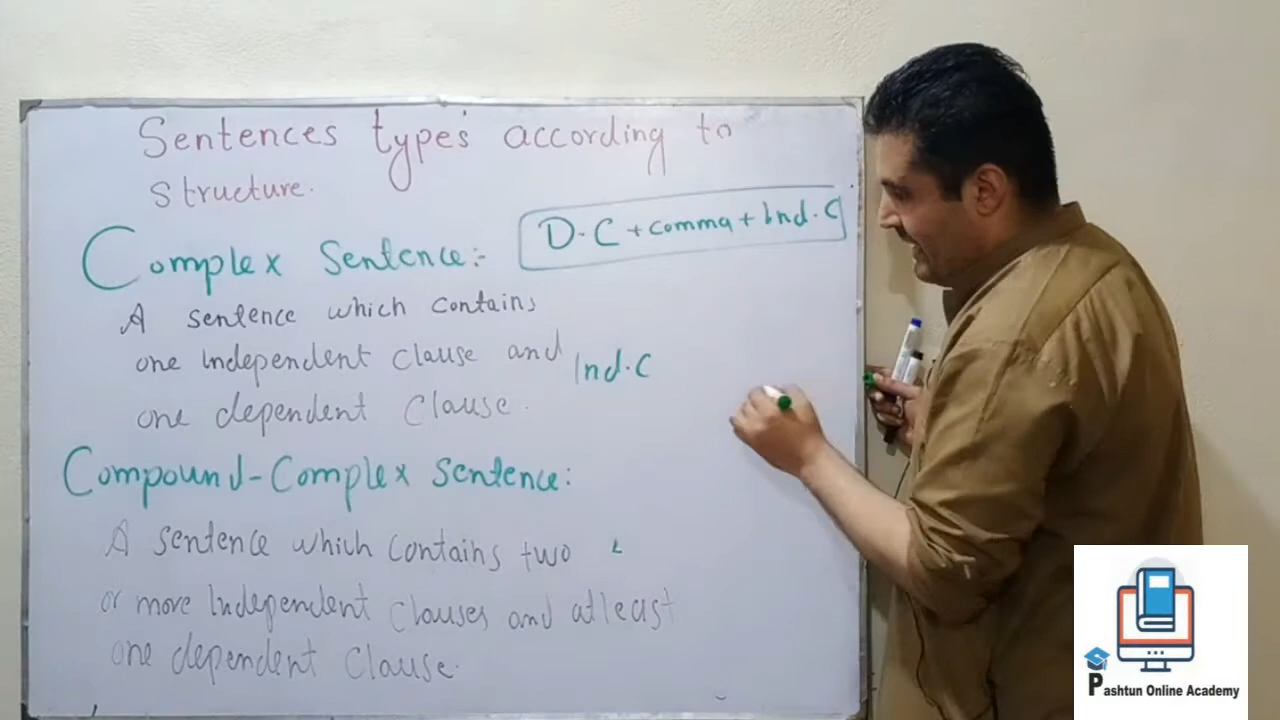 Sentences types according to
structure.
Complex Sentence:-
D.C + comma + Ind.C
A sentence which contains
one independent clause and
Ind.C
one dependent clause.
Compound-Complex sentence:
A sentence which contains two
or more Independent clauses and atleast
one dependent clause.
Pashtun Online Academy